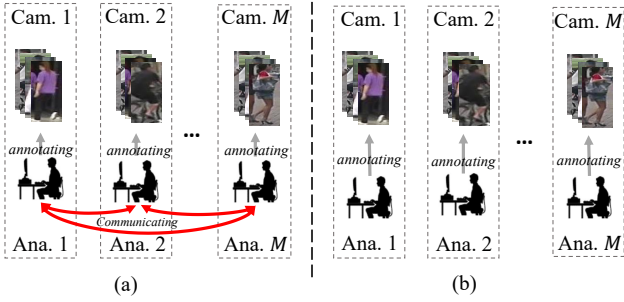 Cam. 1 Cam. 2 Cam. M Cam. 1 Cam. 2 Cam. M
... ...
annotating annotating annotating annotating annotating annotating
Communicating
Ana. 1 Ana. 2 Ana. M Ana. 1 Ana. 2 Ana. M
(a) (b)